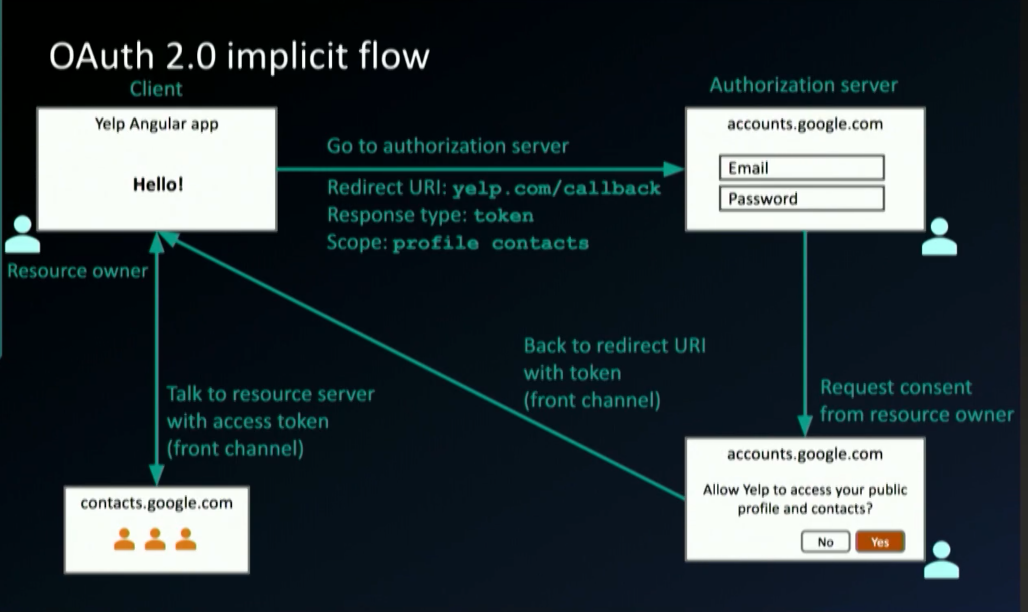 OAuth 2.0 implicit flow
Client
Authorization server
Yelp Angular app
Hello!
Go to authorization server
Redirect URI: yelp.com/callback
Response type: token
Scope: profile contacts
accounts.google.com
Email
Password
Resource owner
Back to redirect URI
with token
(front channel)
Request consent
from resource owner
Talk to resource server
with access token
(front channel)
accounts.google.com
Allow Yelp to access your public
profile and contacts?
No
Yes
contacts.google.com